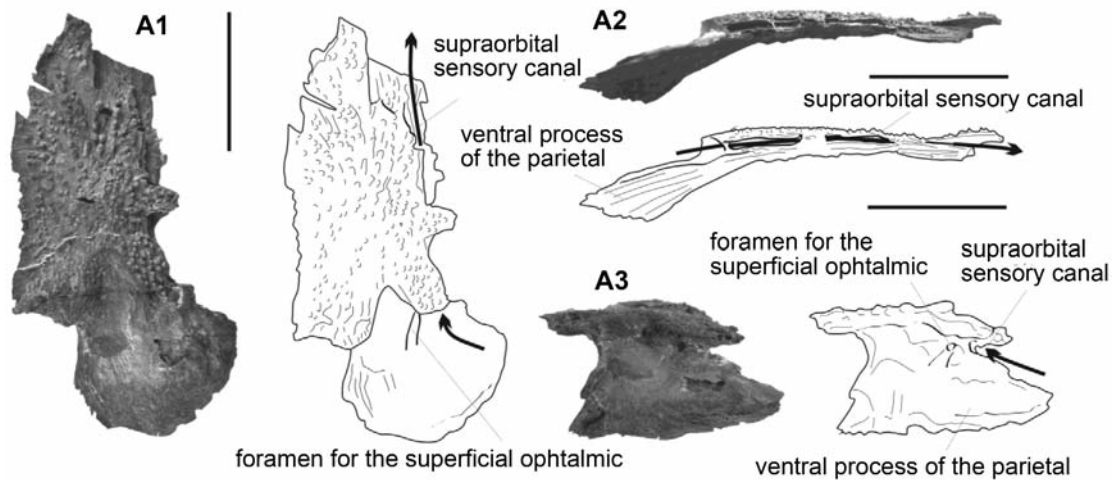 A1
supraorbital
sensory canal
ventral process
of the parietal
foramen for the superficial ophtalmic
A2
supraorbital sensory canal
A3
foramen for the
superficial ophtalmic
supraorbital
sensory canal
ventral process of the parietal